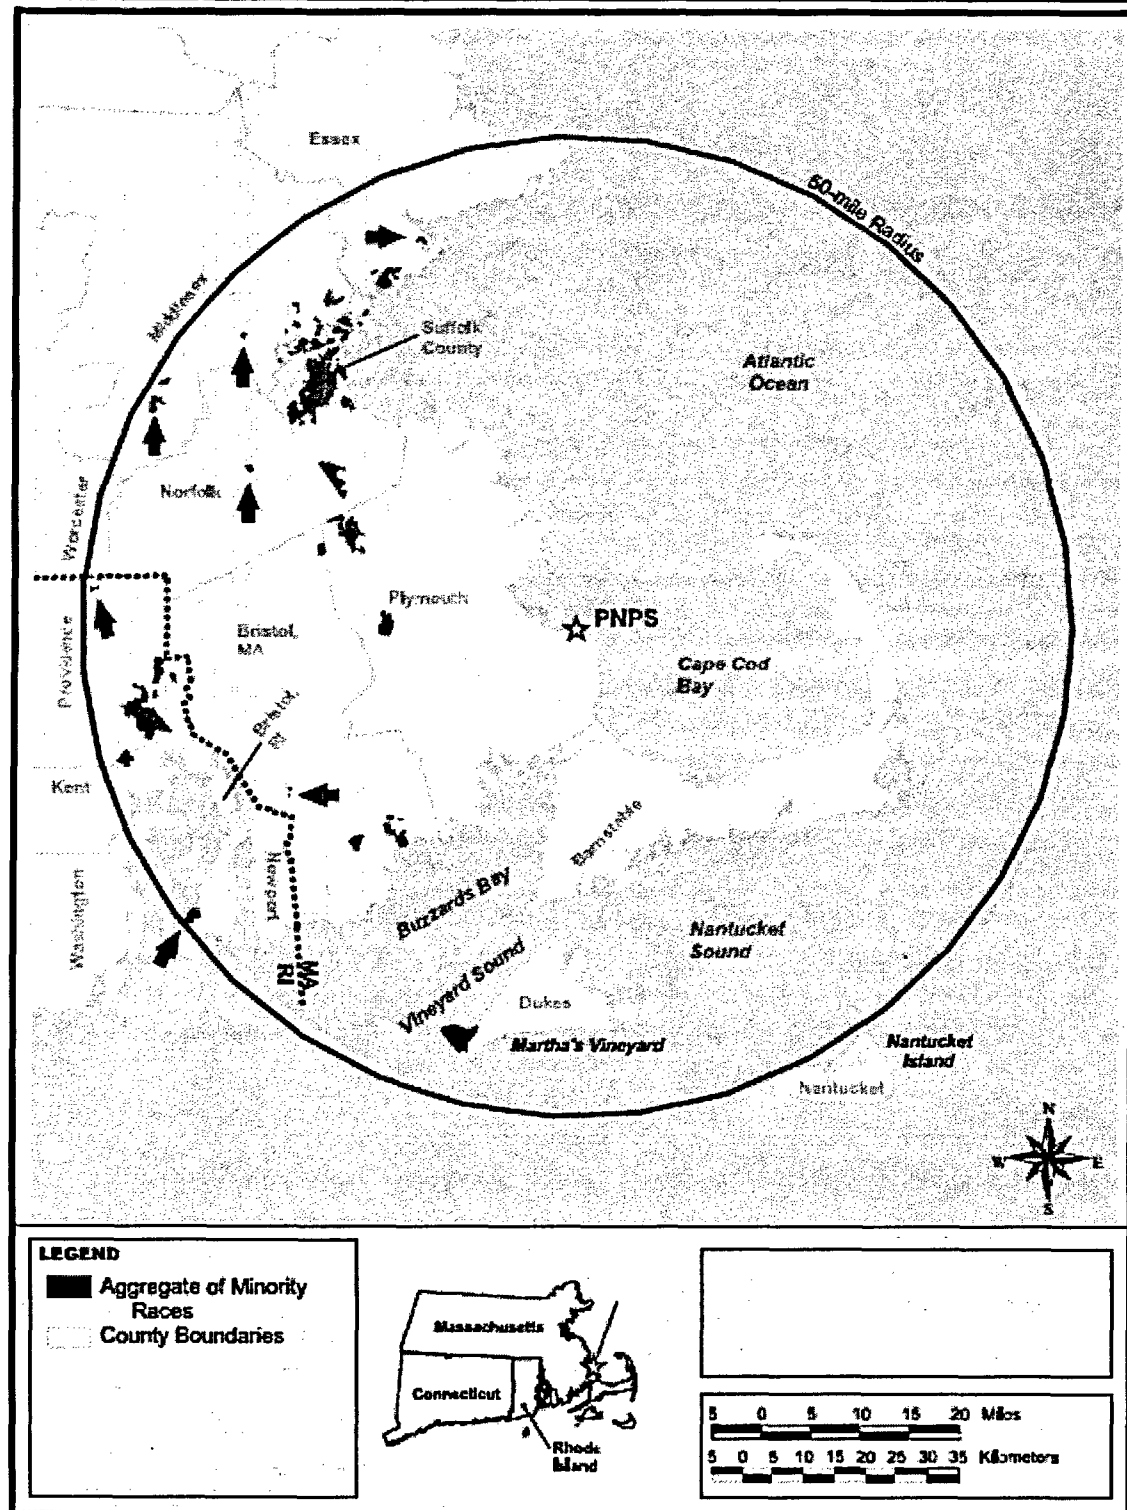 Essex
50-mile Radius
Middlesex
Suffolk
County
Atlantic
Ocean
Worcester
Norfolk
Plymouth
PNPS
Providence
Bristol,
MA
Cape Cod
Bay
Bristol,
RI
Kent
Barnstable
Newport
Washington
Buzzards Bay
Nantucket
Sound
MA
RI
Vineyard Sound
Dukes
Martha's Vineyard
Nantucket
Island
Nantucket
N
W E
S
LEGEND
Aggregate of Minority
Races
County Boundaries
Massachusetts
Connecticut
Rhode
Island
5 0 5 10 15 20 Miles
5 0 5 10 15 20 25 30 35 Kilometers